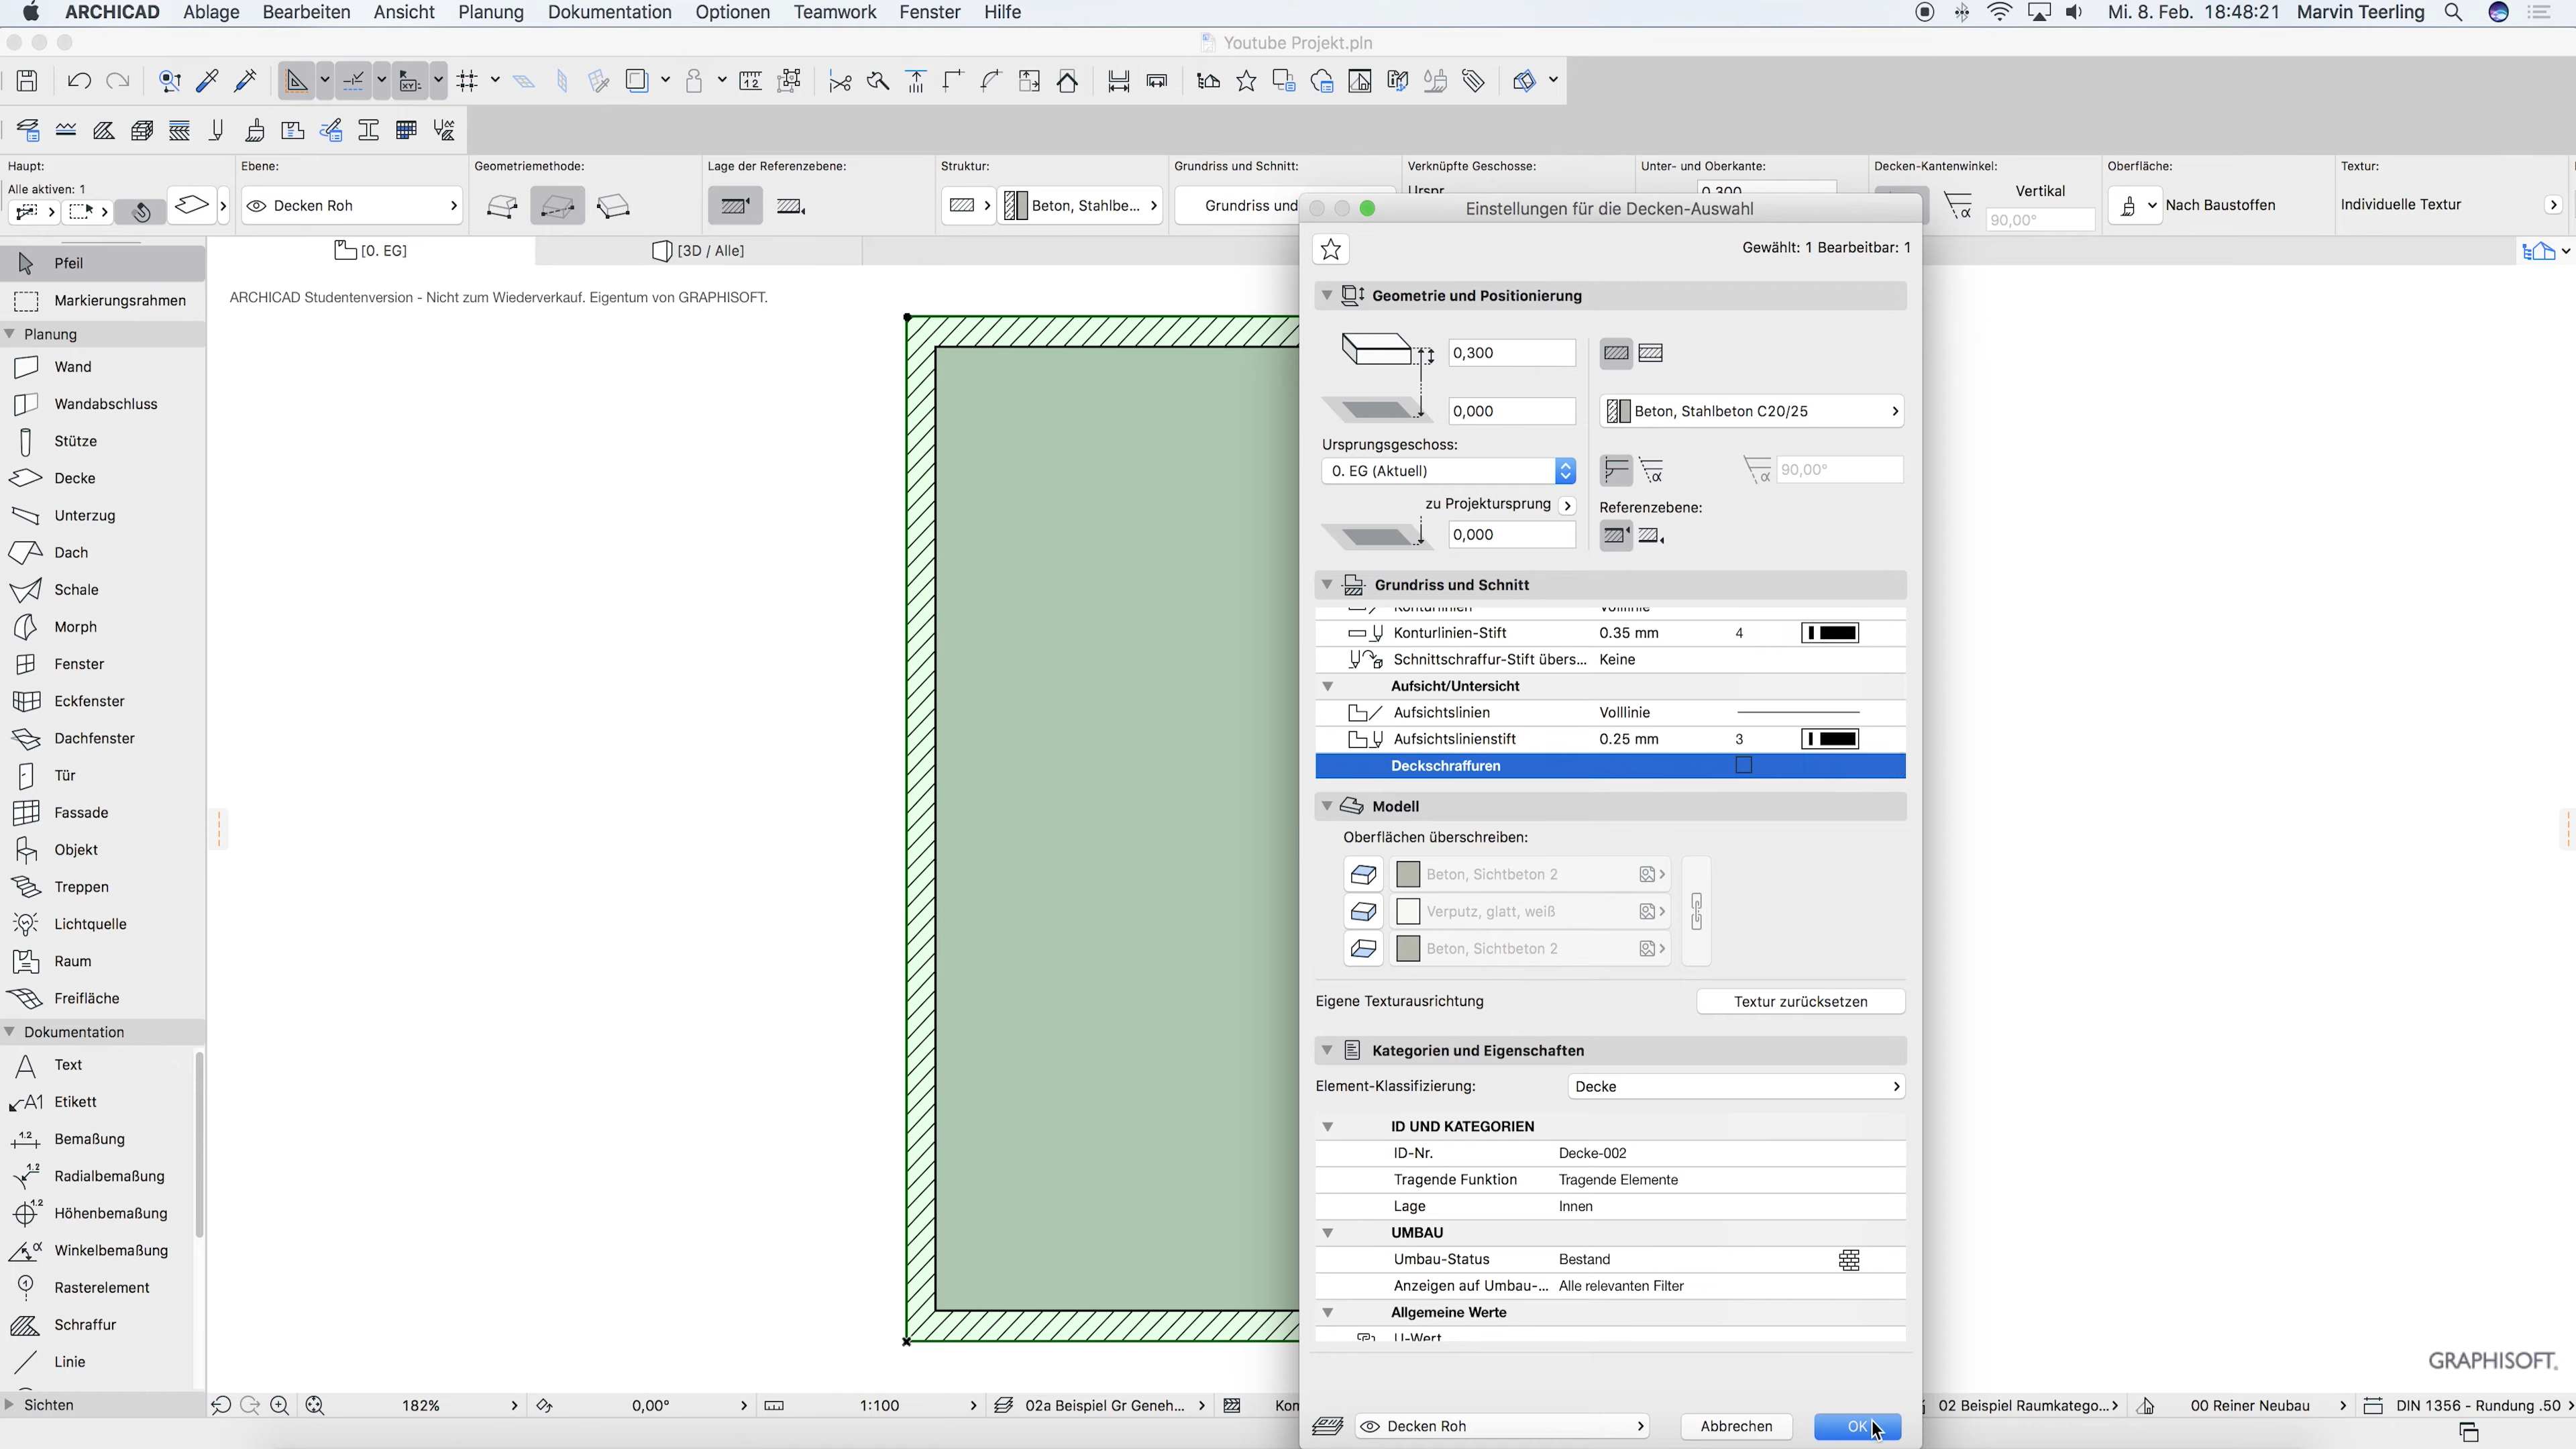 ARCHICAD Ablage Bearbeiten Ansicht Planung Dokumentation Optionen Teamwork Fenster Hilfe Mi. 8. Feb. 18:48:21 Marvin Teerling
Youtube Projekt.pln
Haupt: Ebene: Geometriemethode: Lage der Referenzebene: Struktur: Grundriss und Schnitt: Verknüpfte Geschosse: Unter- und Oberkante: Decken-Kantenwinkel: Oberfläche: Textur:
Alle aktiven: 1
Decken Roh
Beton, Stahlbe...
Grundriss und
0,300
Vertikal
90,00°
Nach Baustoffen
Individuelle Textur
[0. EG]
[3D / Alle]
ARCHICAD Studentenversion - Nicht zum Wiederverkauf. Eigentum von GRAPHISOFT.
Pfeil
Markierungsrahmen
Planung
Wand
Wandabschluss
Stütze
Decke
Unterzug
Dach
Schale
Morph
Fenster
Eckfenster
Dachfenster
Tür
Fassade
Objekt
Treppen
Lichtquelle
Raum
Freifläche
Dokumentation
Text
Etikett
Bemaßung
Radialbemaßung
Höhenbemaßung
Winkelbemaßung
Rasterelement
Schraffur
Linie
Sichten
Einstellungen für die Decken-Auswahl
Gewählt: 1 Bearbeitbar: 1
Geometrie und Positionierung
0,300
0,000
Beton, Stahlbeton C20/25
Ursprungsgeschoss:
0. EG (Aktuell)
90,00°
zu Projektursprung
Referenzebene:
0,000
Grundriss und Schnitt
Konturlinien Volllinie
Konturlinien-Stift 0.35 mm 4
Schnittschraffur-Stift übers... Keine
Aufsicht/Untersicht
Aufsichtslinien Volllinie
Aufsichtslinienstift 0.25 mm 3
Deckschraffuren
Modell
Oberflächen überschreiben:
Beton, Sichtbeton 2
Verputz, glatt, weiß
Beton, Sichtbeton 2
Eigene Texturausrichtung
Textur zurücksetzen
Kategorien und Eigenschaften
Element-Klassifizierung: Decke
ID UND KATEGORIEN
ID-Nr. Decke-002
Tragende Funktion Tragende Elemente
Lage Innen
UMBAU
Umbau-Status Bestand
Anzeigen auf Umbau-... Alle relevanten Filter
Allgemeine Werte
U-Wert
Decken Roh
Abbrechen
OK
GRAPHISOFT.
182% 0,00° 1:100 02a Beispiel Gr Geneh... 02 Beispiel Raumkatego... 00 Reiner Neubau DIN 1356 - Rundung .50